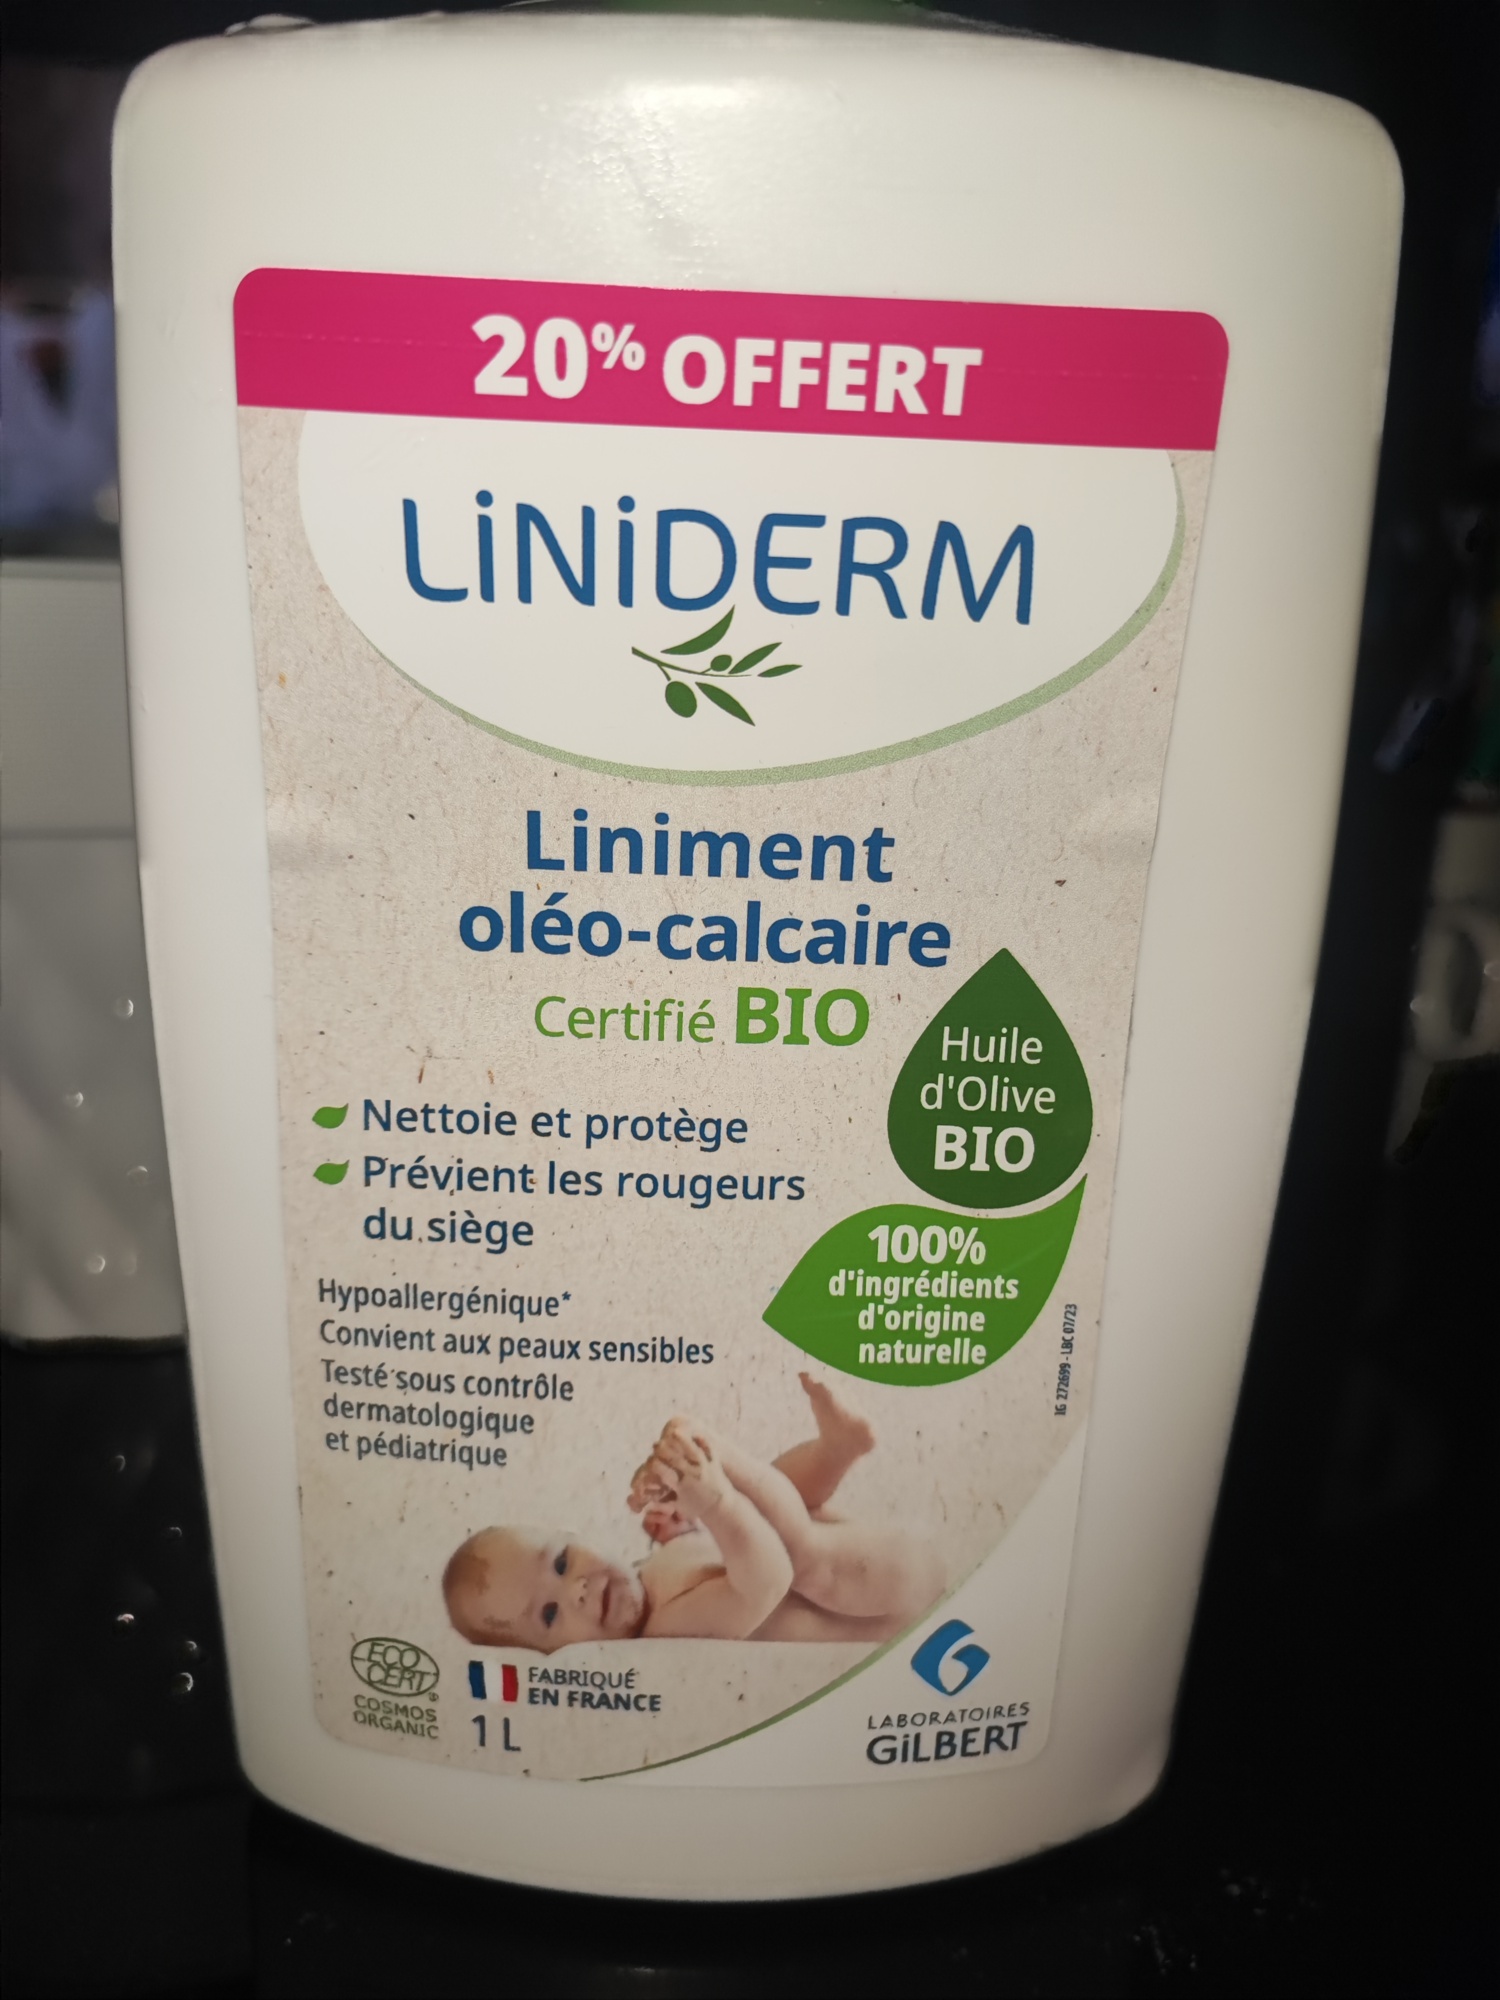 20% OFFERT
LiNiDERM
Liniment
oléo-calcaire
Certifié BIO
Huile
d'Olive
BIO
Nettoie et protège
Prévient les rougeurs
du siège
100%
d'ingrédients
d'origine
naturelle
Hypoallergénique*
Convient aux peaux sensibles
Testé sous contrôle
dermatologique
et pédiatrique
IG 272699 - LBC 07/23
ECO
CERT®
COSMOS
ORGANIC
FABRIQUÉ
EN FRANCE
1 L
LABORATOIRES
GiLBERT